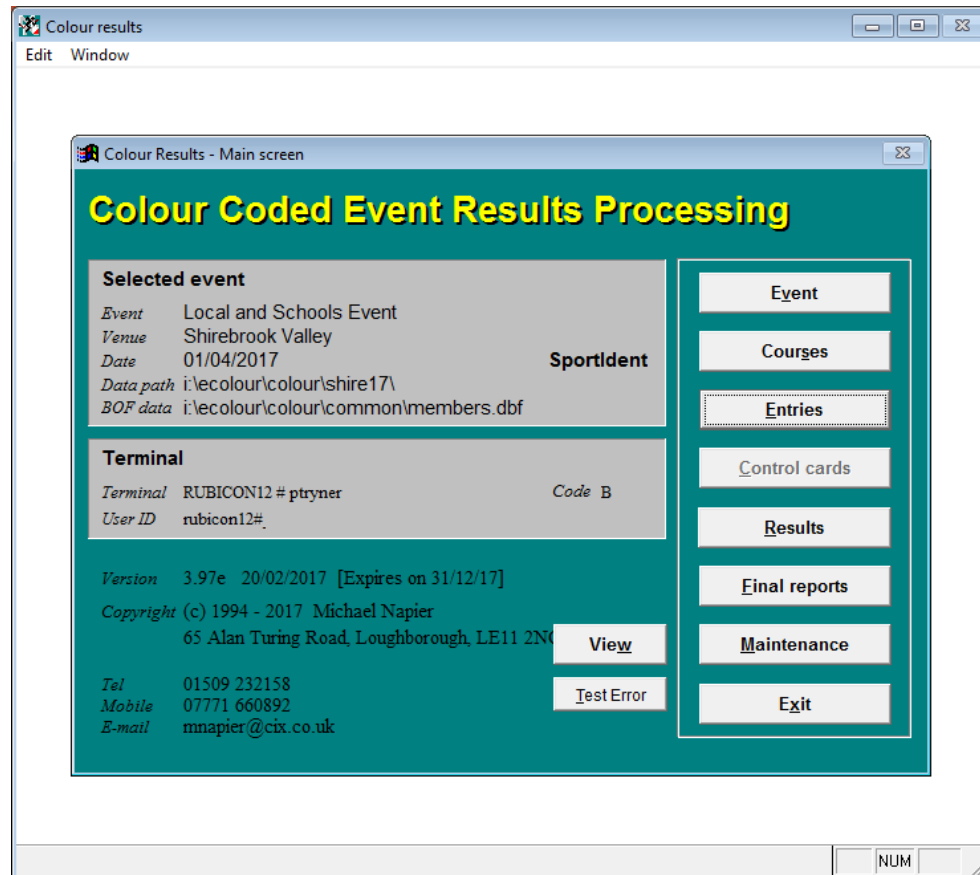 Colour results
Edit Window
Colour Results - Main screen
Colour Coded Event Results Processing
Selected event
Event Local and Schools Event
Venue Shirebrook Valley
Date 01/04/2017 SportIdent
Data path i:\ecolour\colour\shire17\
BOF data i:\ecolour\colour\common\members.dbf
Terminal
Terminal RUBICON12 # ptryner Code B
User ID rubicon12#
Version 3.97e 20/02/2017 [Expires on 31/12/17]
Copyright (c) 1994 - 2017 Michael Napier
65 Alan Turing Road, Loughborough, LE11
Tel 01509 232158
Mobile 07771 660892
E-mail mnapier@cix.co.uk
View
Test Error
Event
Courses
Entries
Control cards
Results
Final reports
Maintenance
Exit
NUM